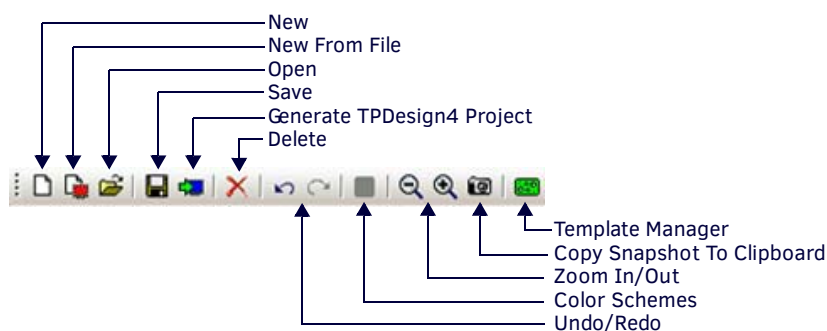 New
New From File
Open
Save
Generate TPDesign4 Project
Delete
Template Manager
Copy Snapshot To Clipboard
Zoom In/Out
Color Schemes
Undo/Redo